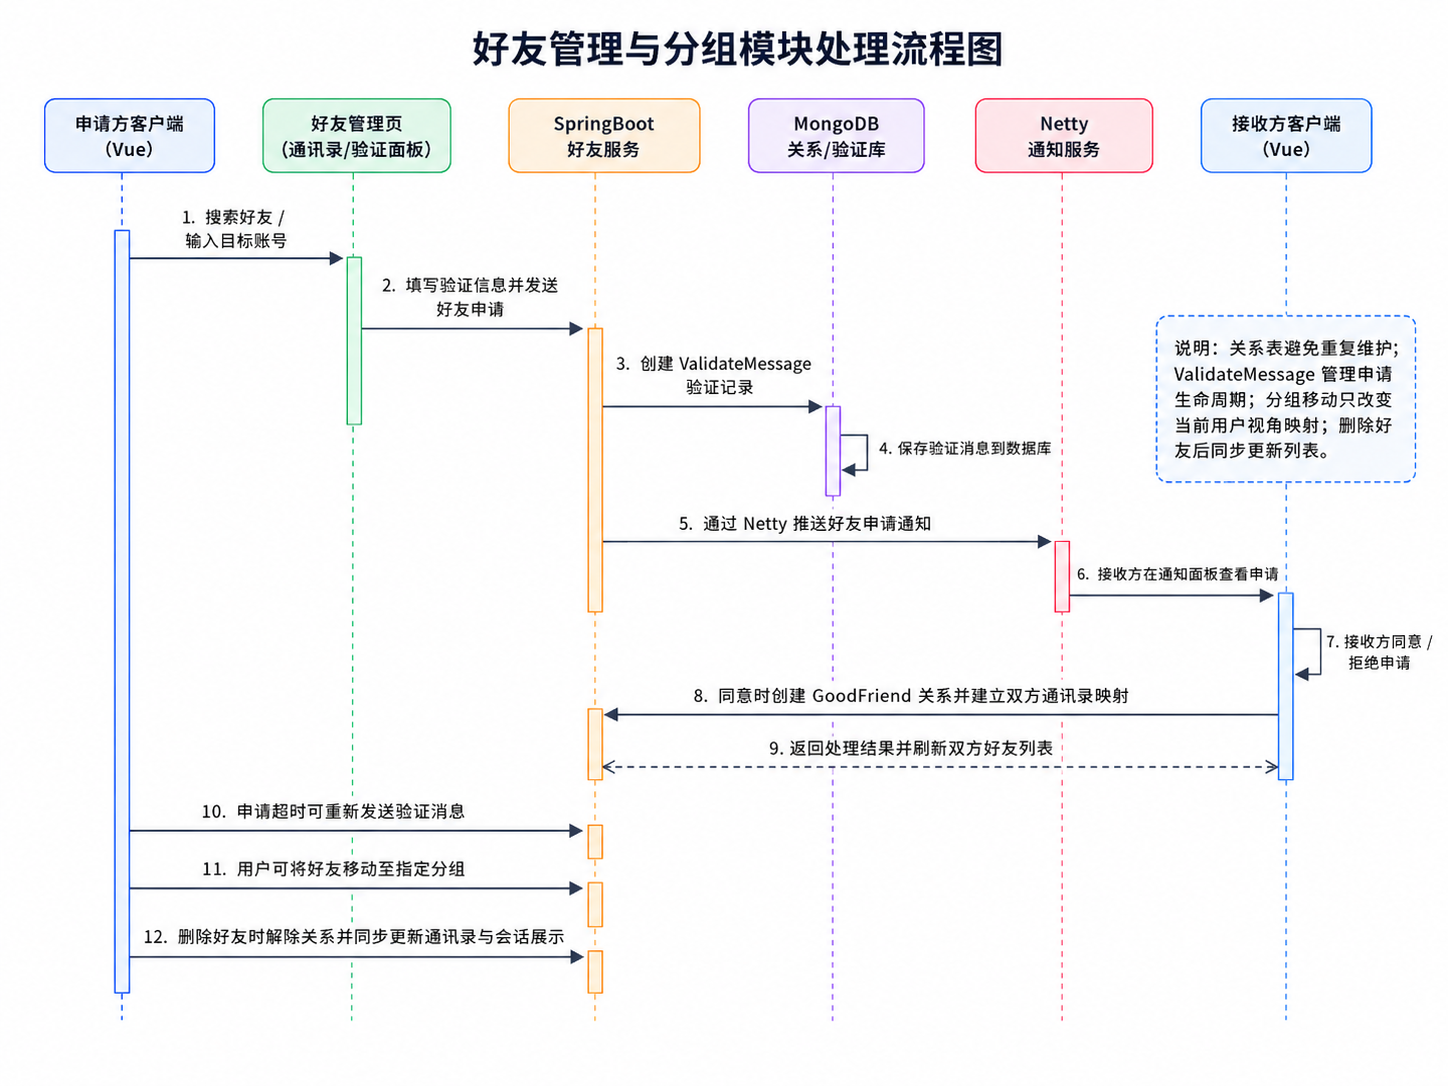 好友管理与分组模块处理流程图
申请方客户端
（Vue）
好友管理页
（通讯录/验证面板）
SpringBoot
好友服务
MongoDB
关系/验证库
Netty
通知服务
接收方客户端
（Vue）
1. 搜索好友 /
输入目标账号
2. 填写验证信息并发送
好友申请
3. 创建 ValidateMessage
验证记录
说明：关系表避免重复维护；
ValidateMessage 管理申请
生命周期；分组移动只改变
当前用户视角映射；删除好
友后同步更新列表。
4. 保存验证消息到数据库
5. 通过 Netty 推送好友申请通知
6. 接收方在通知面板查看申请
7. 接收方同意 /
拒绝申请
8. 同意时创建 GoodFriend 关系并建立双方通讯录映射
9. 返回处理结果并刷新双方好友列表
10. 申请超时可重新发送验证消息
11. 用户可将好友移动至指定分组
12. 删除好友时解除关系并同步更新通讯录与会话展示